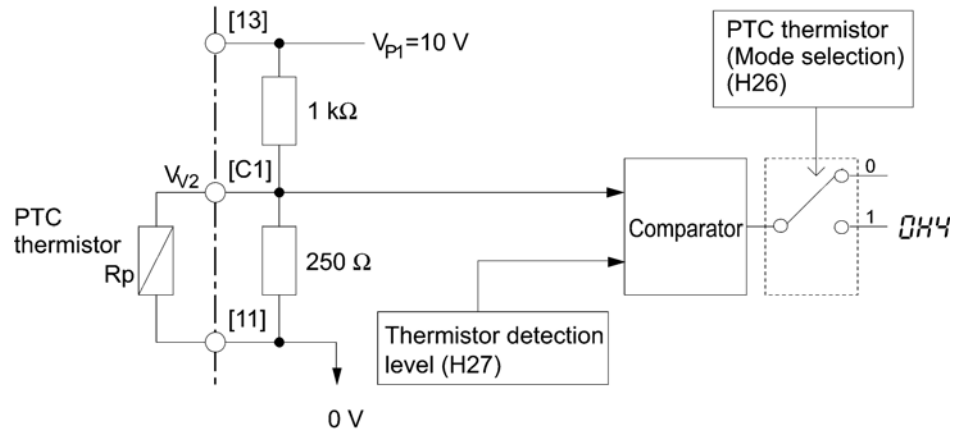 [13]
V_P1=10 V
1 kΩ
PTC thermistor
(Mode selection)
(H26)
V_V2
[C1]
PTC
thermistor
Rp
250 Ω
[11]
0 V
Comparator
0
1
0H4
Thermistor detection
level (H27)